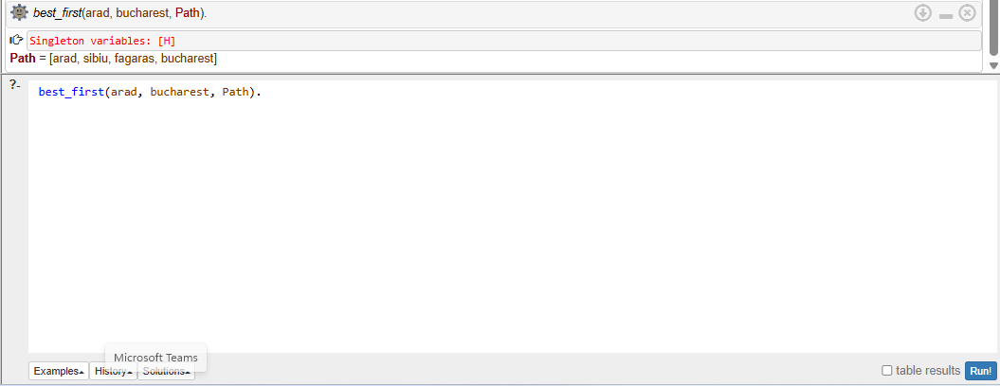 best_first(arad, bucharest, Path).
Singleton variables: [H]
Path = [arad, sibiu, fagaras, bucharest]
?- best_first(arad, bucharest, Path).
Microsoft Teams
Examples History Solutions table results Run!